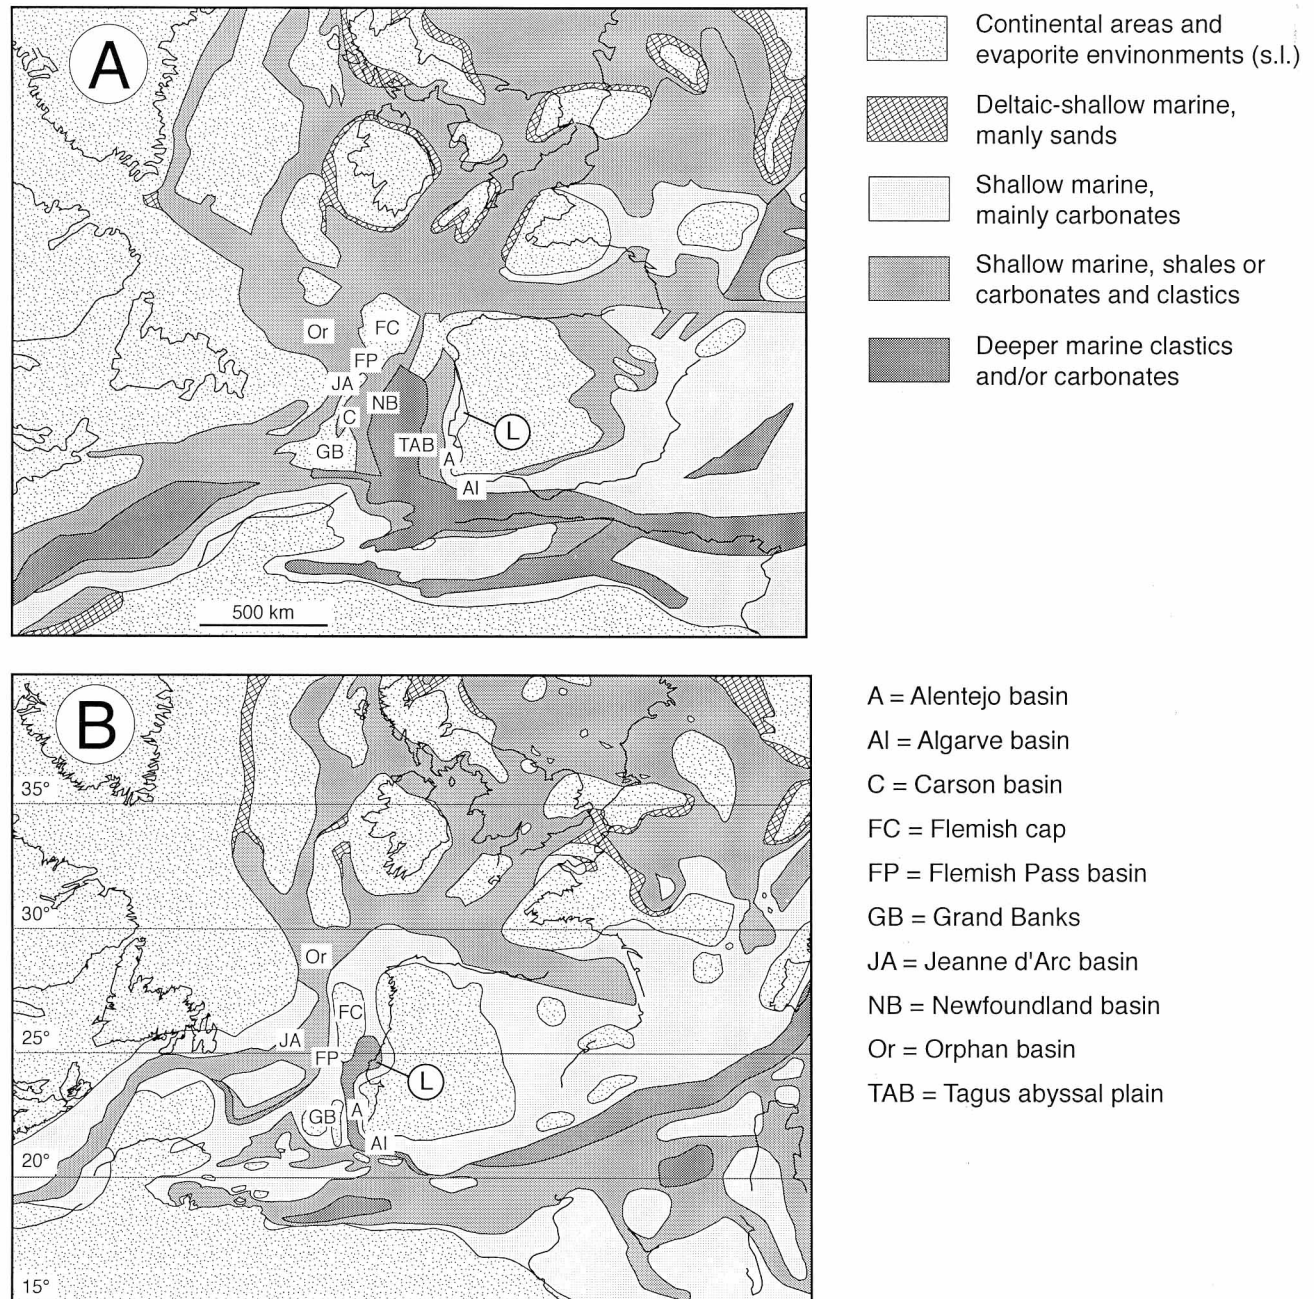 A
Or
FC
FP
JA
NB
C
L
GB
TAB
A
Al
500 km
Continental areas and
evaporite envinonments (s.l.)
Deltaic-shallow marine,
manly sands
Shallow marine,
mainly carbonates
Shallow marine, shales or
carbonates and clastics
Deeper marine clastics
and/or carbonates
B
35°
30°
Or
FC
25°
JA
FP
L
GB
A
Al
20°
15°
A = Alentejo basin
Al = Algarve basin
C = Carson basin
FC = Flemish cap
FP = Flemish Pass basin
GB = Grand Banks
JA = Jeanne d'Arc basin
NB = Newfoundland basin
Or = Orphan basin
TAB = Tagus abyssal plain